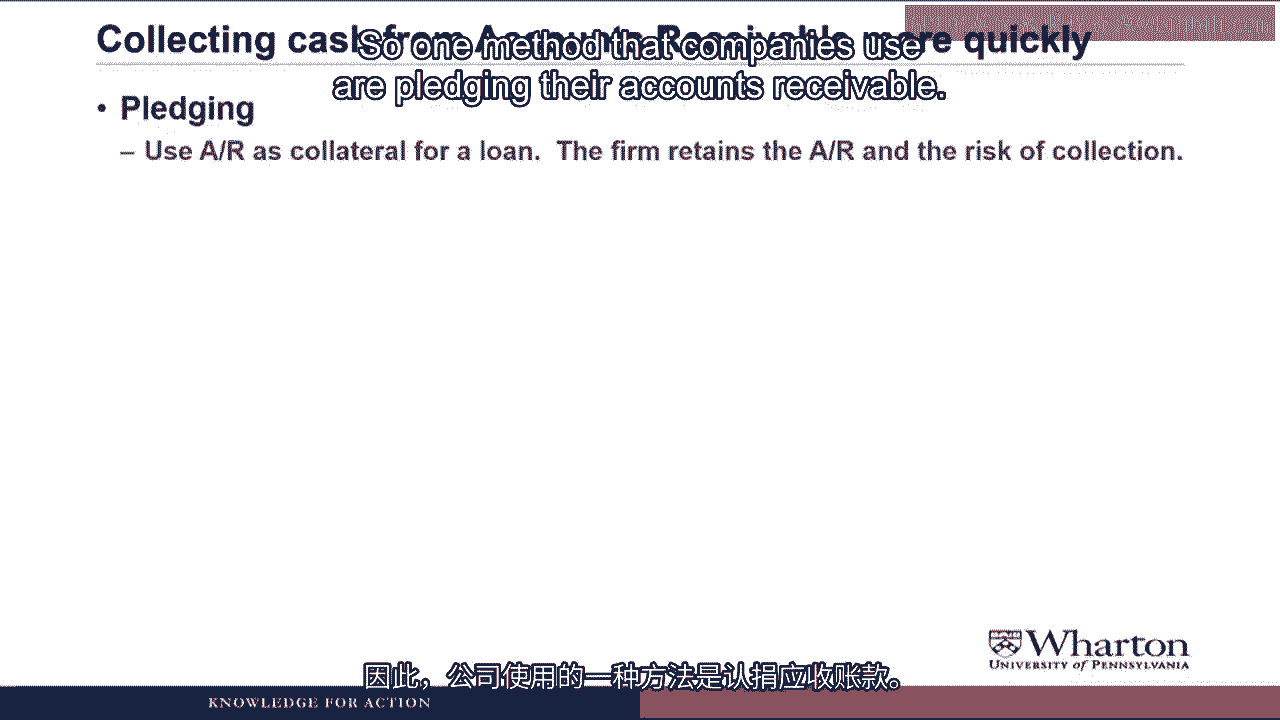 Collecting cash from Accounts Receivable more quickly
So one method that companies use
are pledging their accounts receivable.
• Pledging
– Use A/R as collateral for a loan. The firm retains the A/R and the risk of collection.
Wharton
UNIVERSITY of PENNSYLVANIA
因此，公司使用的一种方法是认捐应收账款。
KNOWLEDGE FOR ACTION